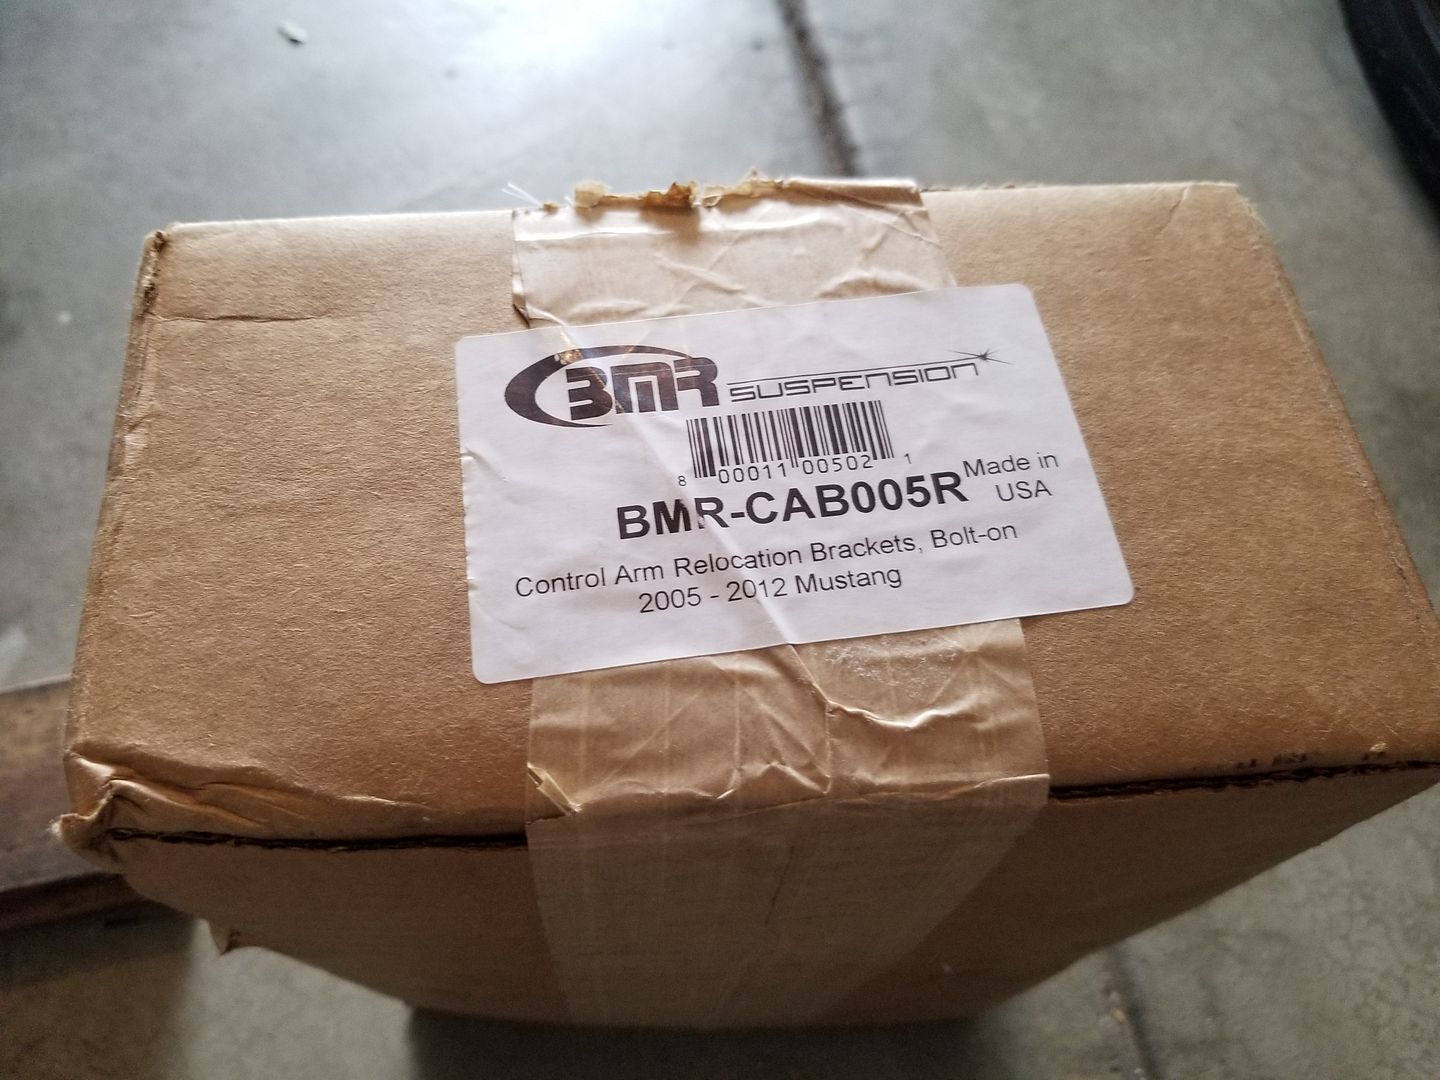 BMR SUSPENSION
8 00011 00502 1
BMR-CAB005R
Made in
USA
Control Arm Relocation Brackets, Bolt-on
2005 - 2012 Mustang